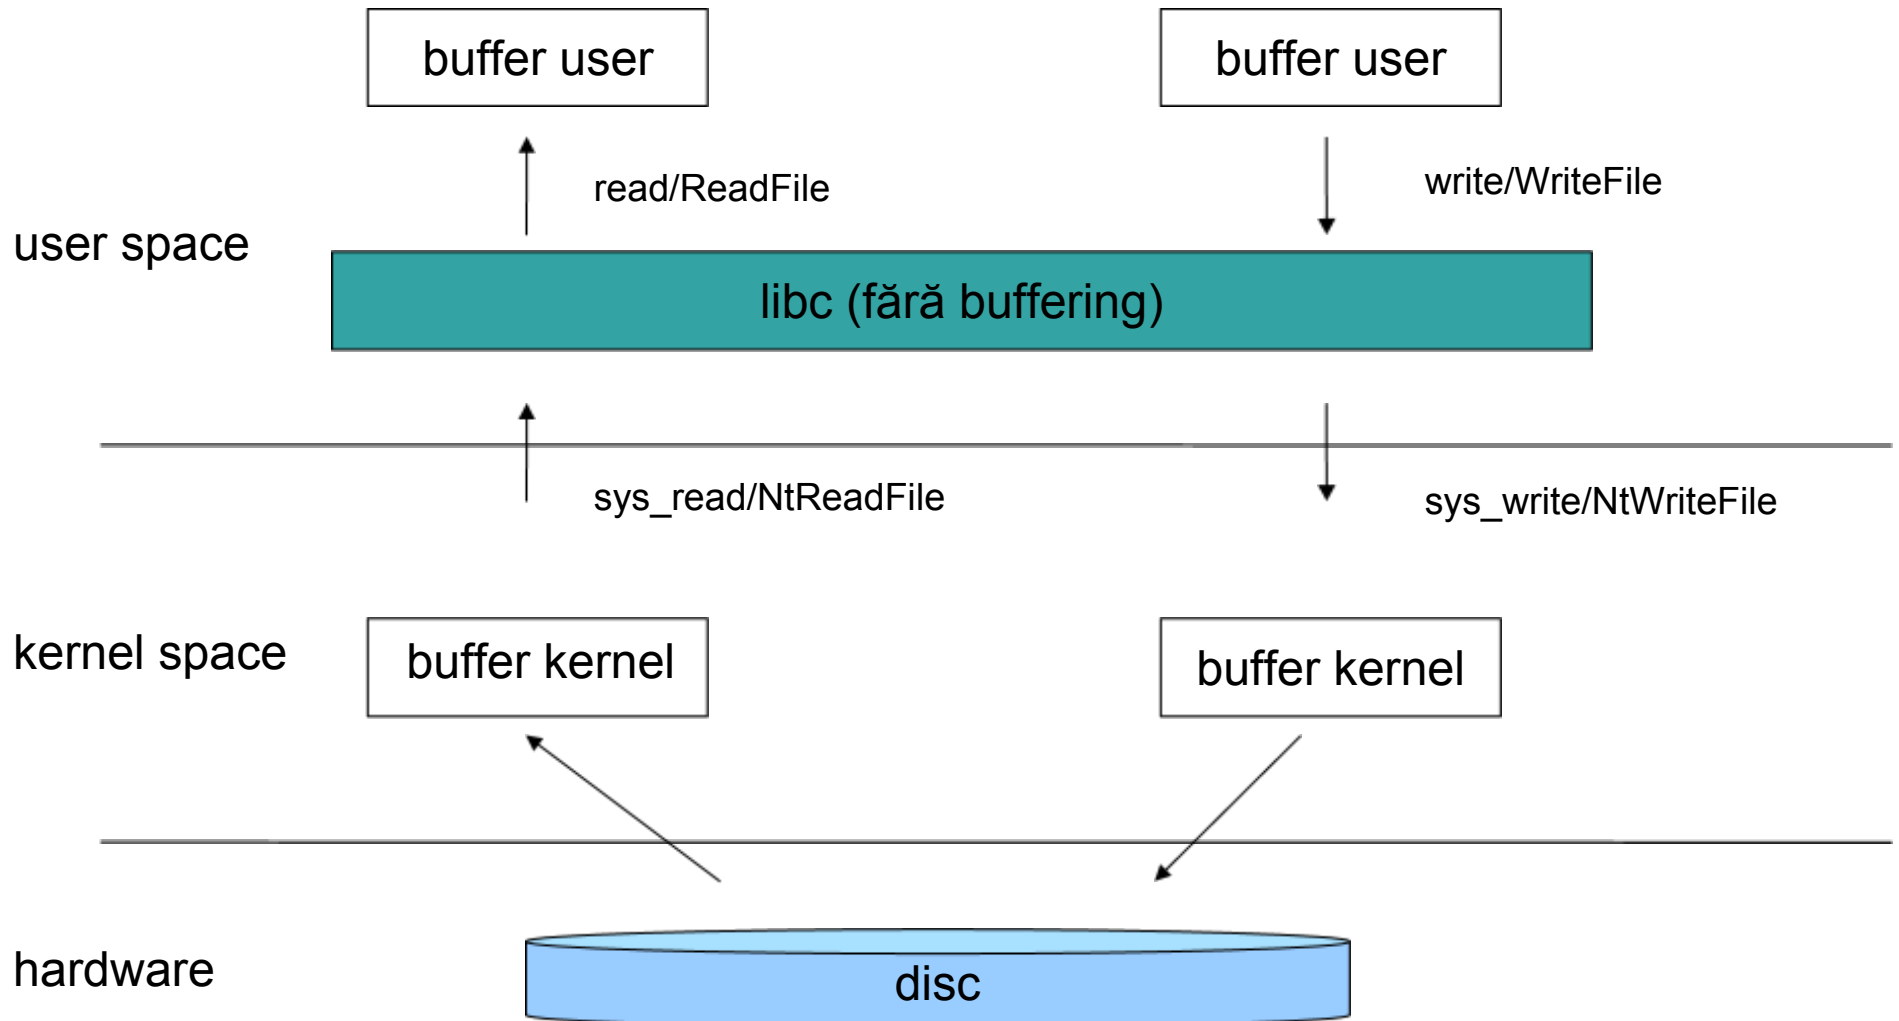 buffer user
buffer user
read/ReadFile
write/WriteFile
user space
libc (fără buffering)
sys_read/NtReadFile
sys_write/NtWriteFile
kernel space
buffer kernel
buffer kernel
hardware
disc